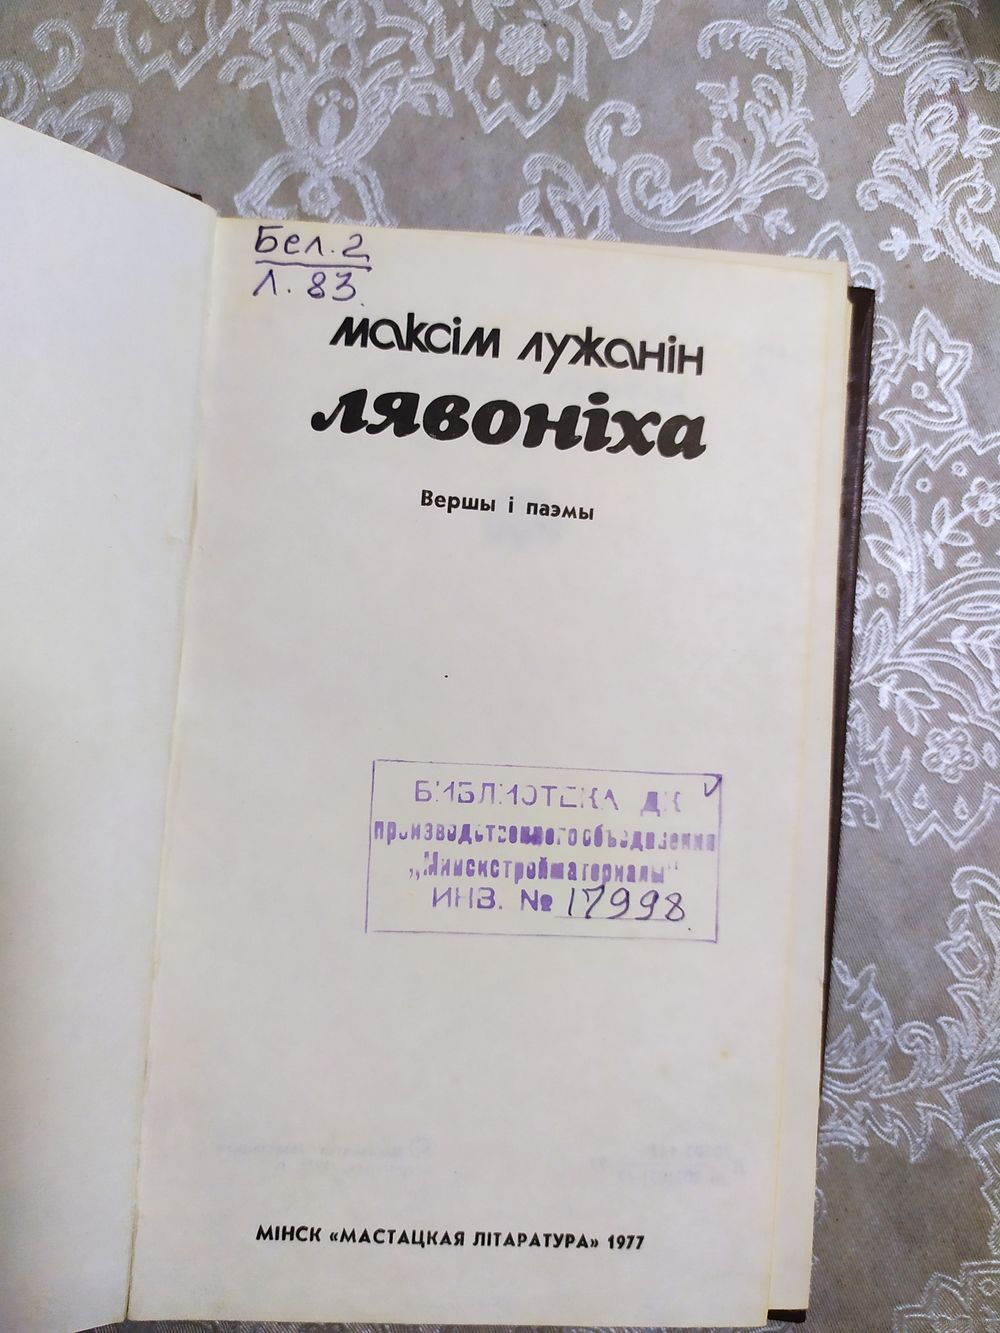 Бел.2
Л.83
максім лужанін
лявоніха
Вершы і паэмы
БИБЛИОТЕКА ДК
производственного объединения
„Минскстройматериалы"
ИНВ. № 17998
МІНСК «МАСТАЦКАЯ ЛІТАРАТУРА» 1977